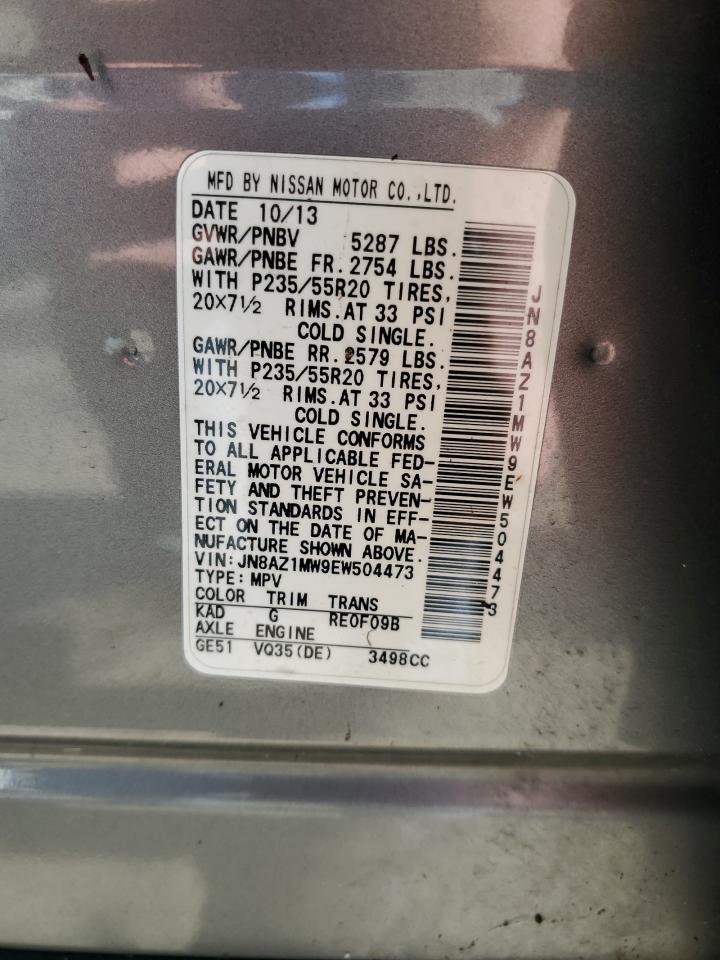 MFD BY NISSAN MOTOR CO.,LTD.
DATE 10/13
GVWR/PNBV 5287 LBS.
GAWR/PNBE FR. 2754 LBS.
WITH P235/55R20 TIRES,
20×7½ RIMS. AT 33 PSI
COLD SINGLE.
GAWR/PNBE RR. 2579 LBS.
WITH P235/55R20 TIRES,
20×7½ RIMS. AT 33 PSI
COLD SINGLE.
THIS VEHICLE CONFORMS
TO ALL APPLICABLE FED-
ERAL MOTOR VEHICLE SA-
FETY AND THEFT PREVEN-
TION STANDARDS IN EFF-
ECT ON THE DATE OF MA-
NUFACTURE SHOWN ABOVE.
VIN:JN8AZ1MW9EW504473
TYPE:MPV
COLOR TRIM TRANS
KAD G RE0F09B
AXLE ENGINE
GE51 VQ35(DE) 3498CC
JN8AZ1MW9EW504473